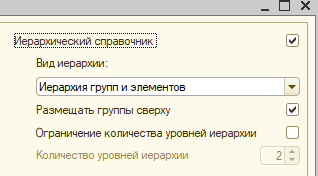 Иерархический справочник
Вид иерархии:
Иерархия групп и элементов
Размещать группы сверху
Ограничение количества уровней иерархии
Количество уровней иерархии 2